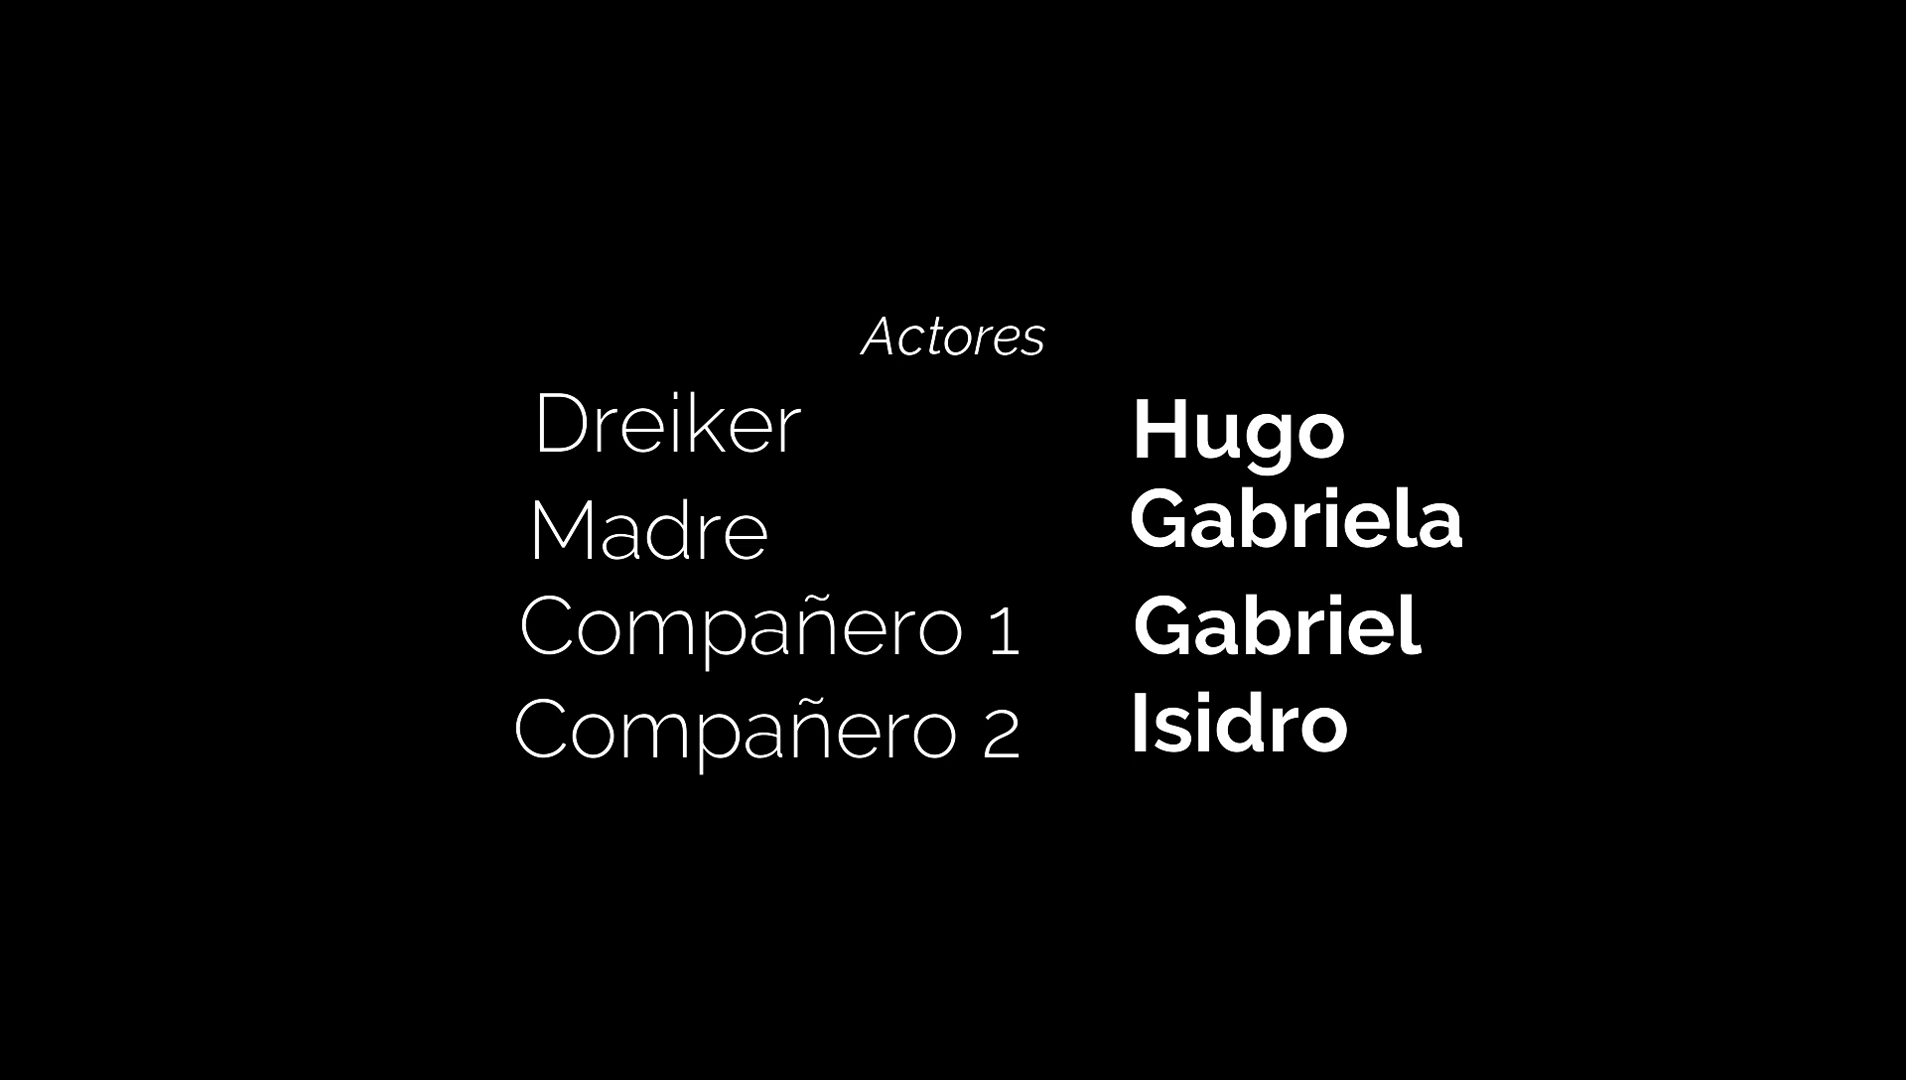 Actores
Dreiker Hugo
Madre Gabriela
Compañero 1 Gabriel
Compañero 2 Isidro